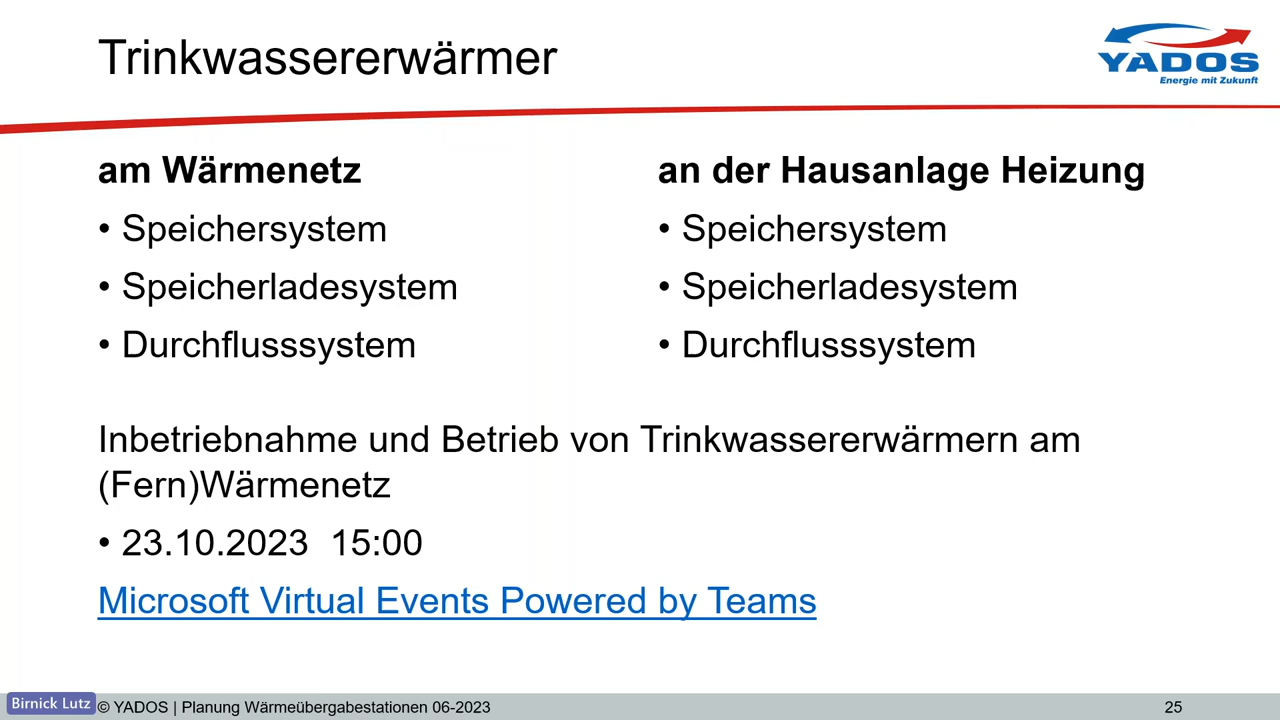 Trinkwassererwärmer
YADOS
Energie mit Zukunft
am Wärmenetz
• Speichersystem
• Speicherladesystem
• Durchflusssystem
an der Hausanlage Heizung
• Speichersystem
• Speicherladesystem
• Durchflusssystem
Inbetriebnahme und Betrieb von Trinkwassererwärmern am
(Fern)Wärmenetz
• 23.10.2023 15:00
Microsoft Virtual Events Powered by Teams
Birnick Lutz
© YADOS | Planung Wärmeübergabestationen 06-2023
25